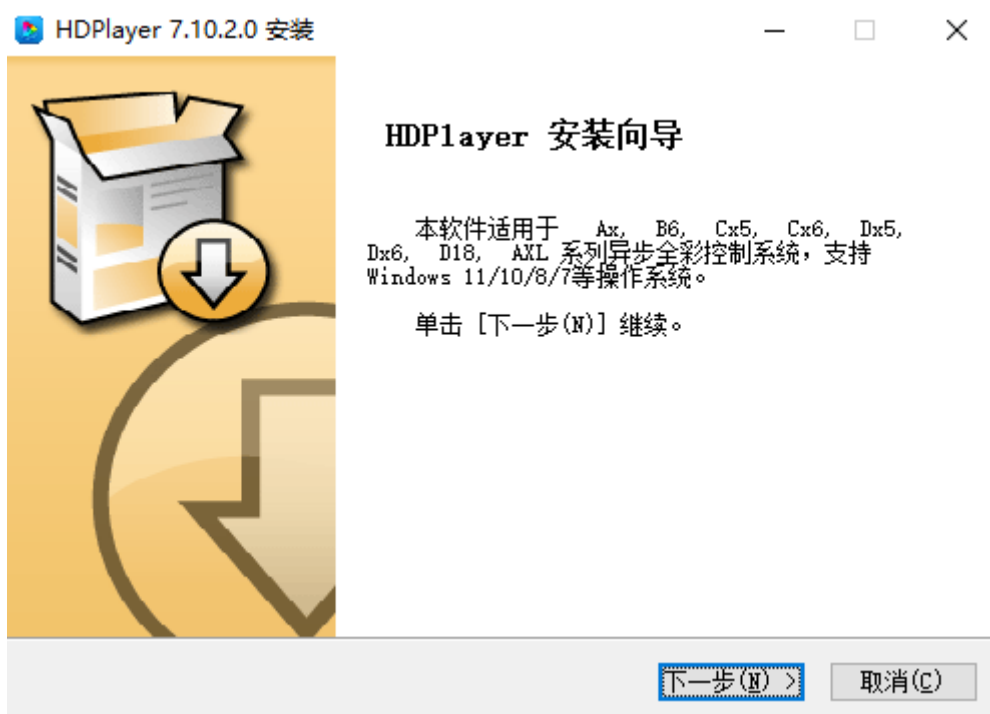 HDPlayer 7.10.2.0 安装
HDPlayer 安装向导
本软件适用于 Ax, B6, Cx5, Cx6, Dx5,
Dx6, D18, AXL 系列异步全彩控制系统，支持
Windows 11/10/8/7等操作系统。
单击 [下一步(N)] 继续。
下一步(N) >
取消(C)